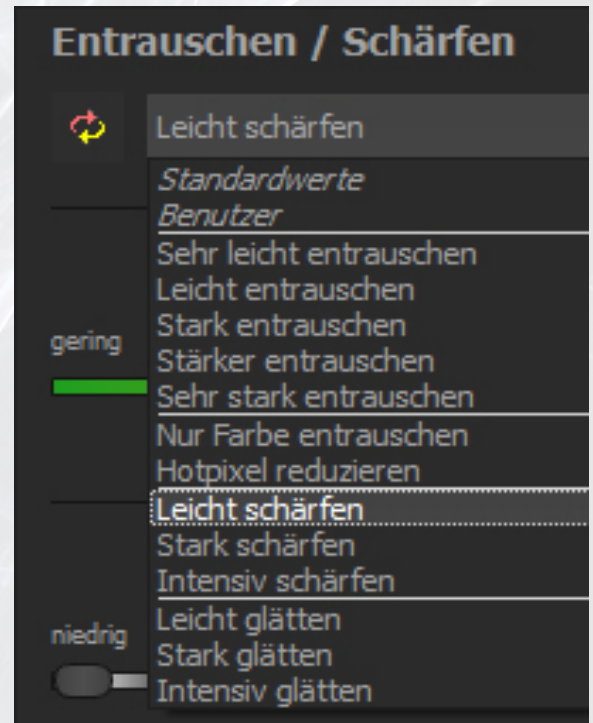 Entrauschen / Schärfen
Leicht schärfen
Standardwerte
Benutzer
Sehr leicht entrauschen
Leicht entrauschen
Stark entrauschen
gering
Stärker entrauschen
Sehr stark entrauschen
Nur Farbe entrauschen
Hotpixel reduzieren
Leicht schärfen
Stark schärfen
Intensiv schärfen
Leicht glätten
niedrig
Stark glätten
Intensiv glätten